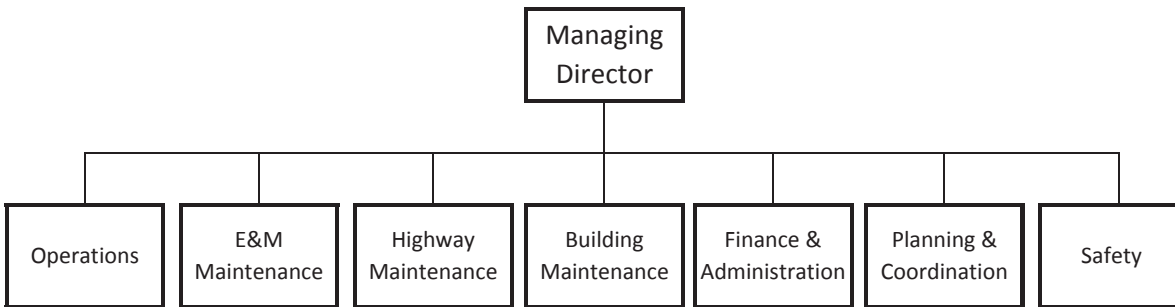 Managing
Director
Operations
E&M
Maintenance
Highway
Maintenance
Building
Maintenance
Finance &
Administration
Planning &
Coordination
Safety